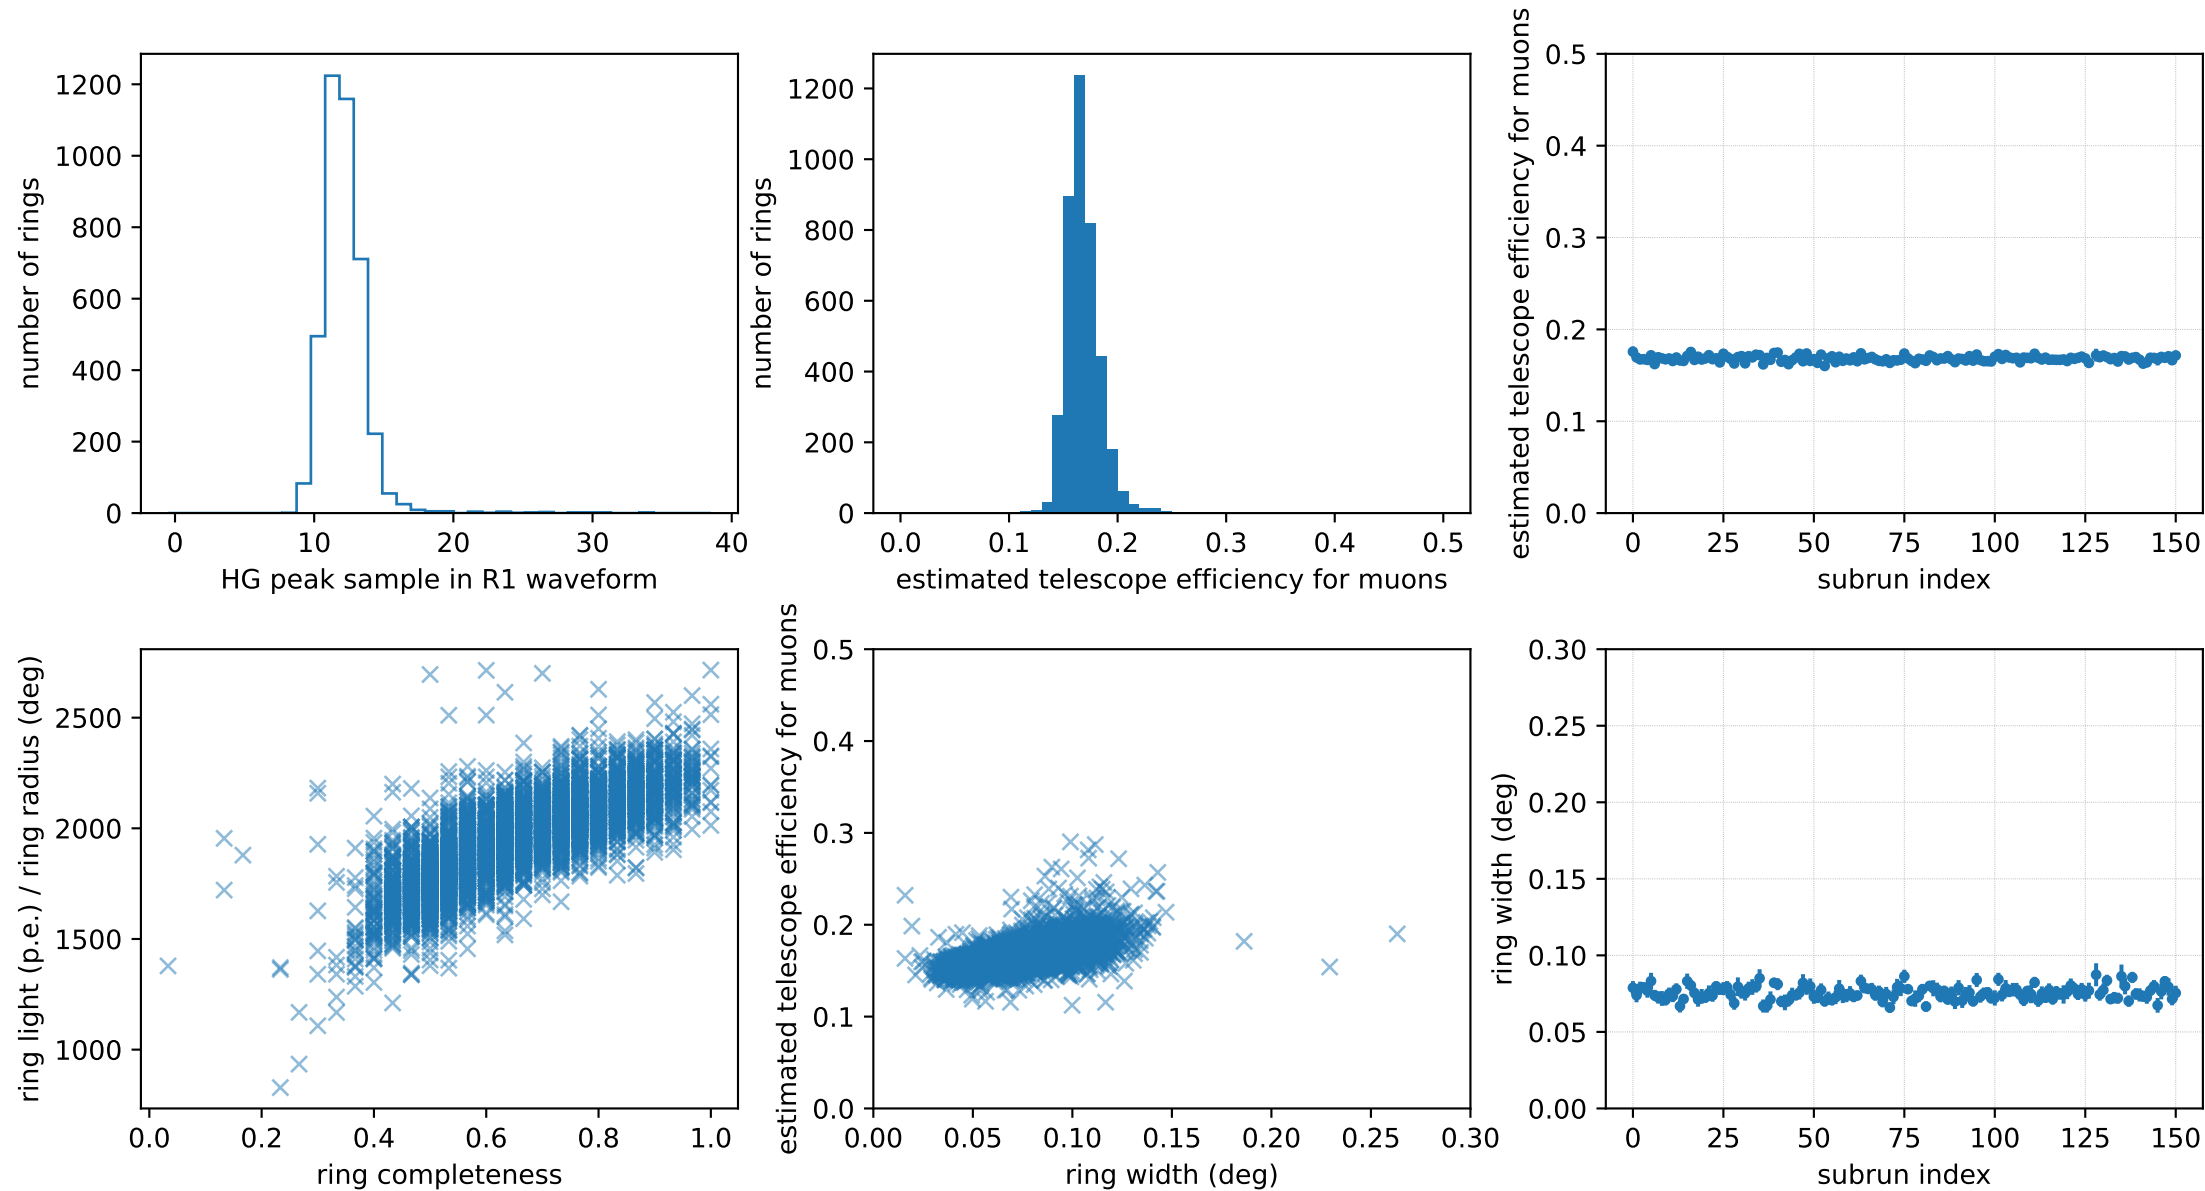 number of rings
1200
1000
800
600
400
200
0
0 10 20 30 40
HG peak sample in R1 waveform
number of rings
1200
1000
800
600
400
200
0
0.0 0.1 0.2 0.3 0.4 0.5
estimated telescope efficiency for muons
estimated telescope efficiency for muons
0.5
0.4
0.3
0.2
0.1
0.0
0 25 50 75 100 125 150
subrun index
ring light (p.e.) / ring radius (deg)
2500
2000
1500
1000
0.0 0.2 0.4 0.6 0.8 1.0
ring completeness
estimated telescope efficiency for muons
0.5
0.4
0.3
0.2
0.1
0.0
0.00 0.05 0.10 0.15 0.20 0.25 0.30
ring width (deg)
ring width (deg)
0.30
0.25
0.20
0.15
0.10
0.05
0.00
0 25 50 75 100 125 150
subrun index